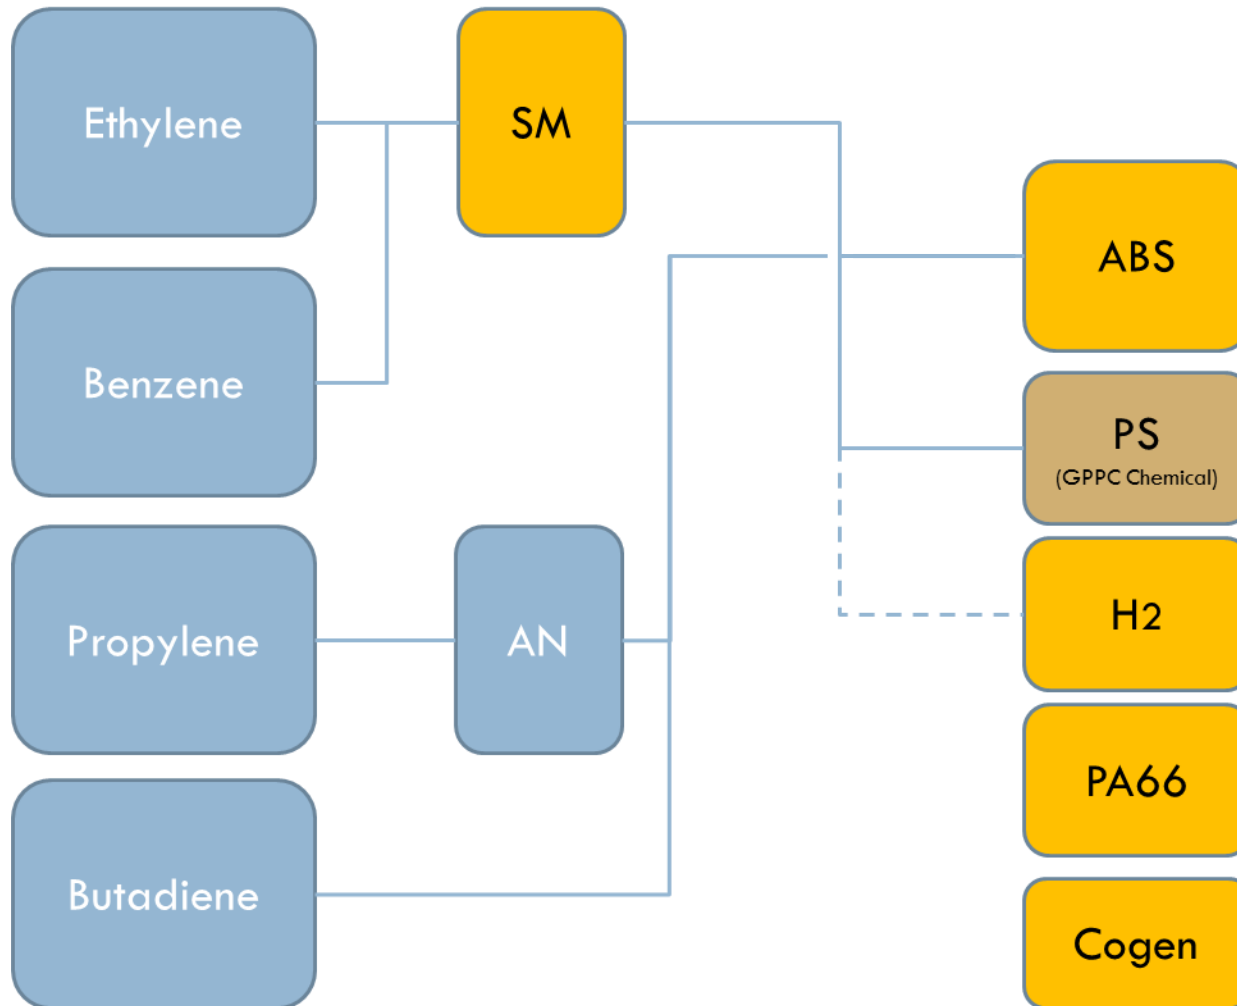 Ethylene
SM
ABS
Benzene
PS
(GPPC Chemical)
H2
Propylene
AN
PA66
Butadiene
Cogen